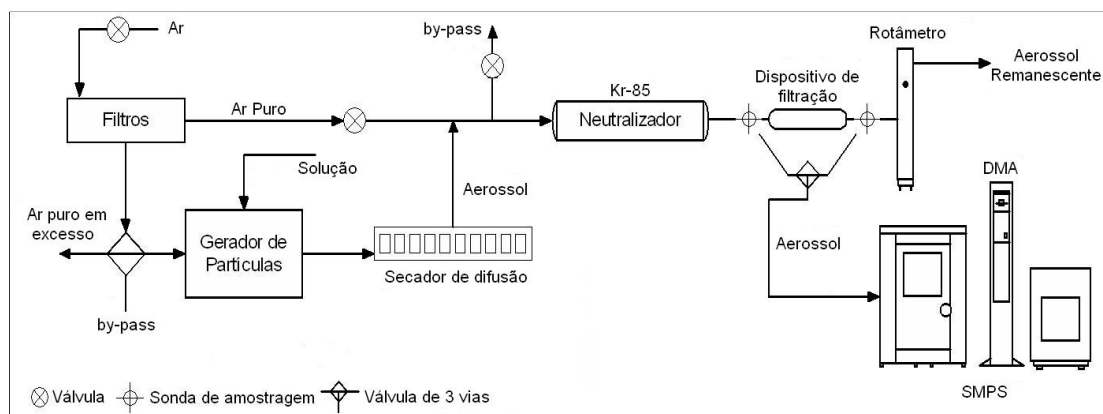 Ar
by-pass
Rotâmetro
Aerossol
Remanescente
Dispositivo de
filtração
Kr-85
Filtros
Ar Puro
Neutralizador
Solução
Aerossol
DMA
Ar puro em
excesso
Gerador de
Partículas
Aerossol
Secador de difusão
by-pass
SMPS
Válvula
Sonda de amostragem
Válvula de 3 vias